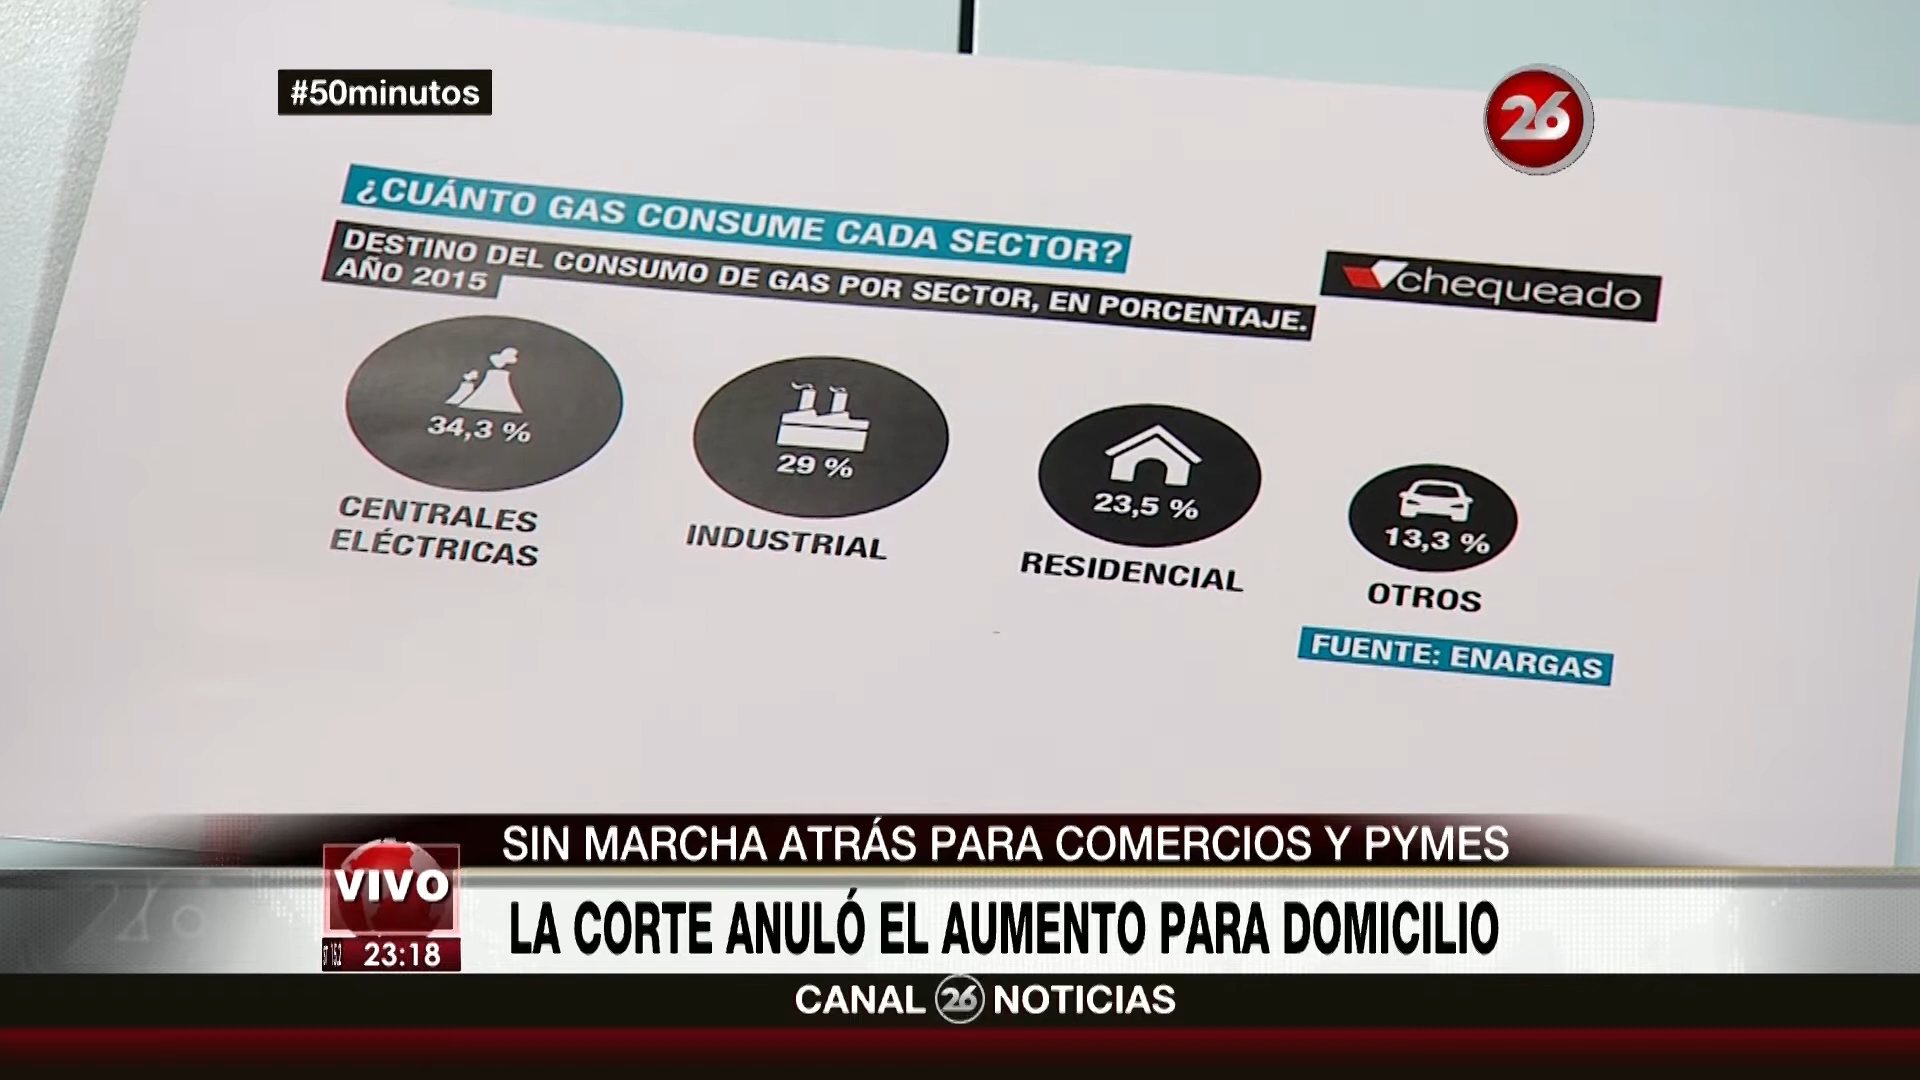 #50minutos
26
¿CUÁNTO GAS CONSUME CADA SECTOR?
DESTINO DEL CONSUMO DE GAS POR SECTOR, EN PORCENTAJE.
AÑO 2015
chequeado
34,3 %
29 %
23,5 %
13,3 %
CENTRALES
ELÉCTRICAS
INDUSTRIAL
RESIDENCIAL
OTROS
FUENTE: ENARGAS
SIN MARCHA ATRÁS PARA COMERCIOS Y PYMES
VIVO
LA CORTE ANULÓ EL AUMENTO PARA DOMICILIO
23:18
CANAL 26 NOTICIAS